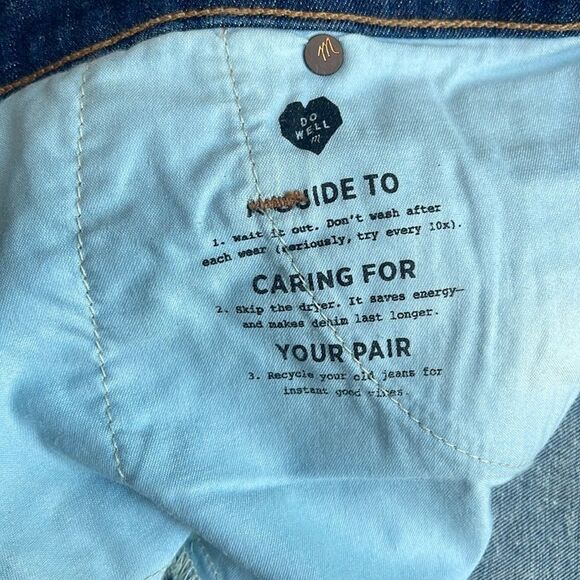 m
DO
WELL
m
A GUIDE TO
1. Wait it out. Don't wash after
each wear (seriously, try every 10x).
CARING FOR
2. Skip the dryer. It saves energy—
and makes denim last longer.
YOUR PAIR
3. Recycle your old jeans for
instant good vibes.